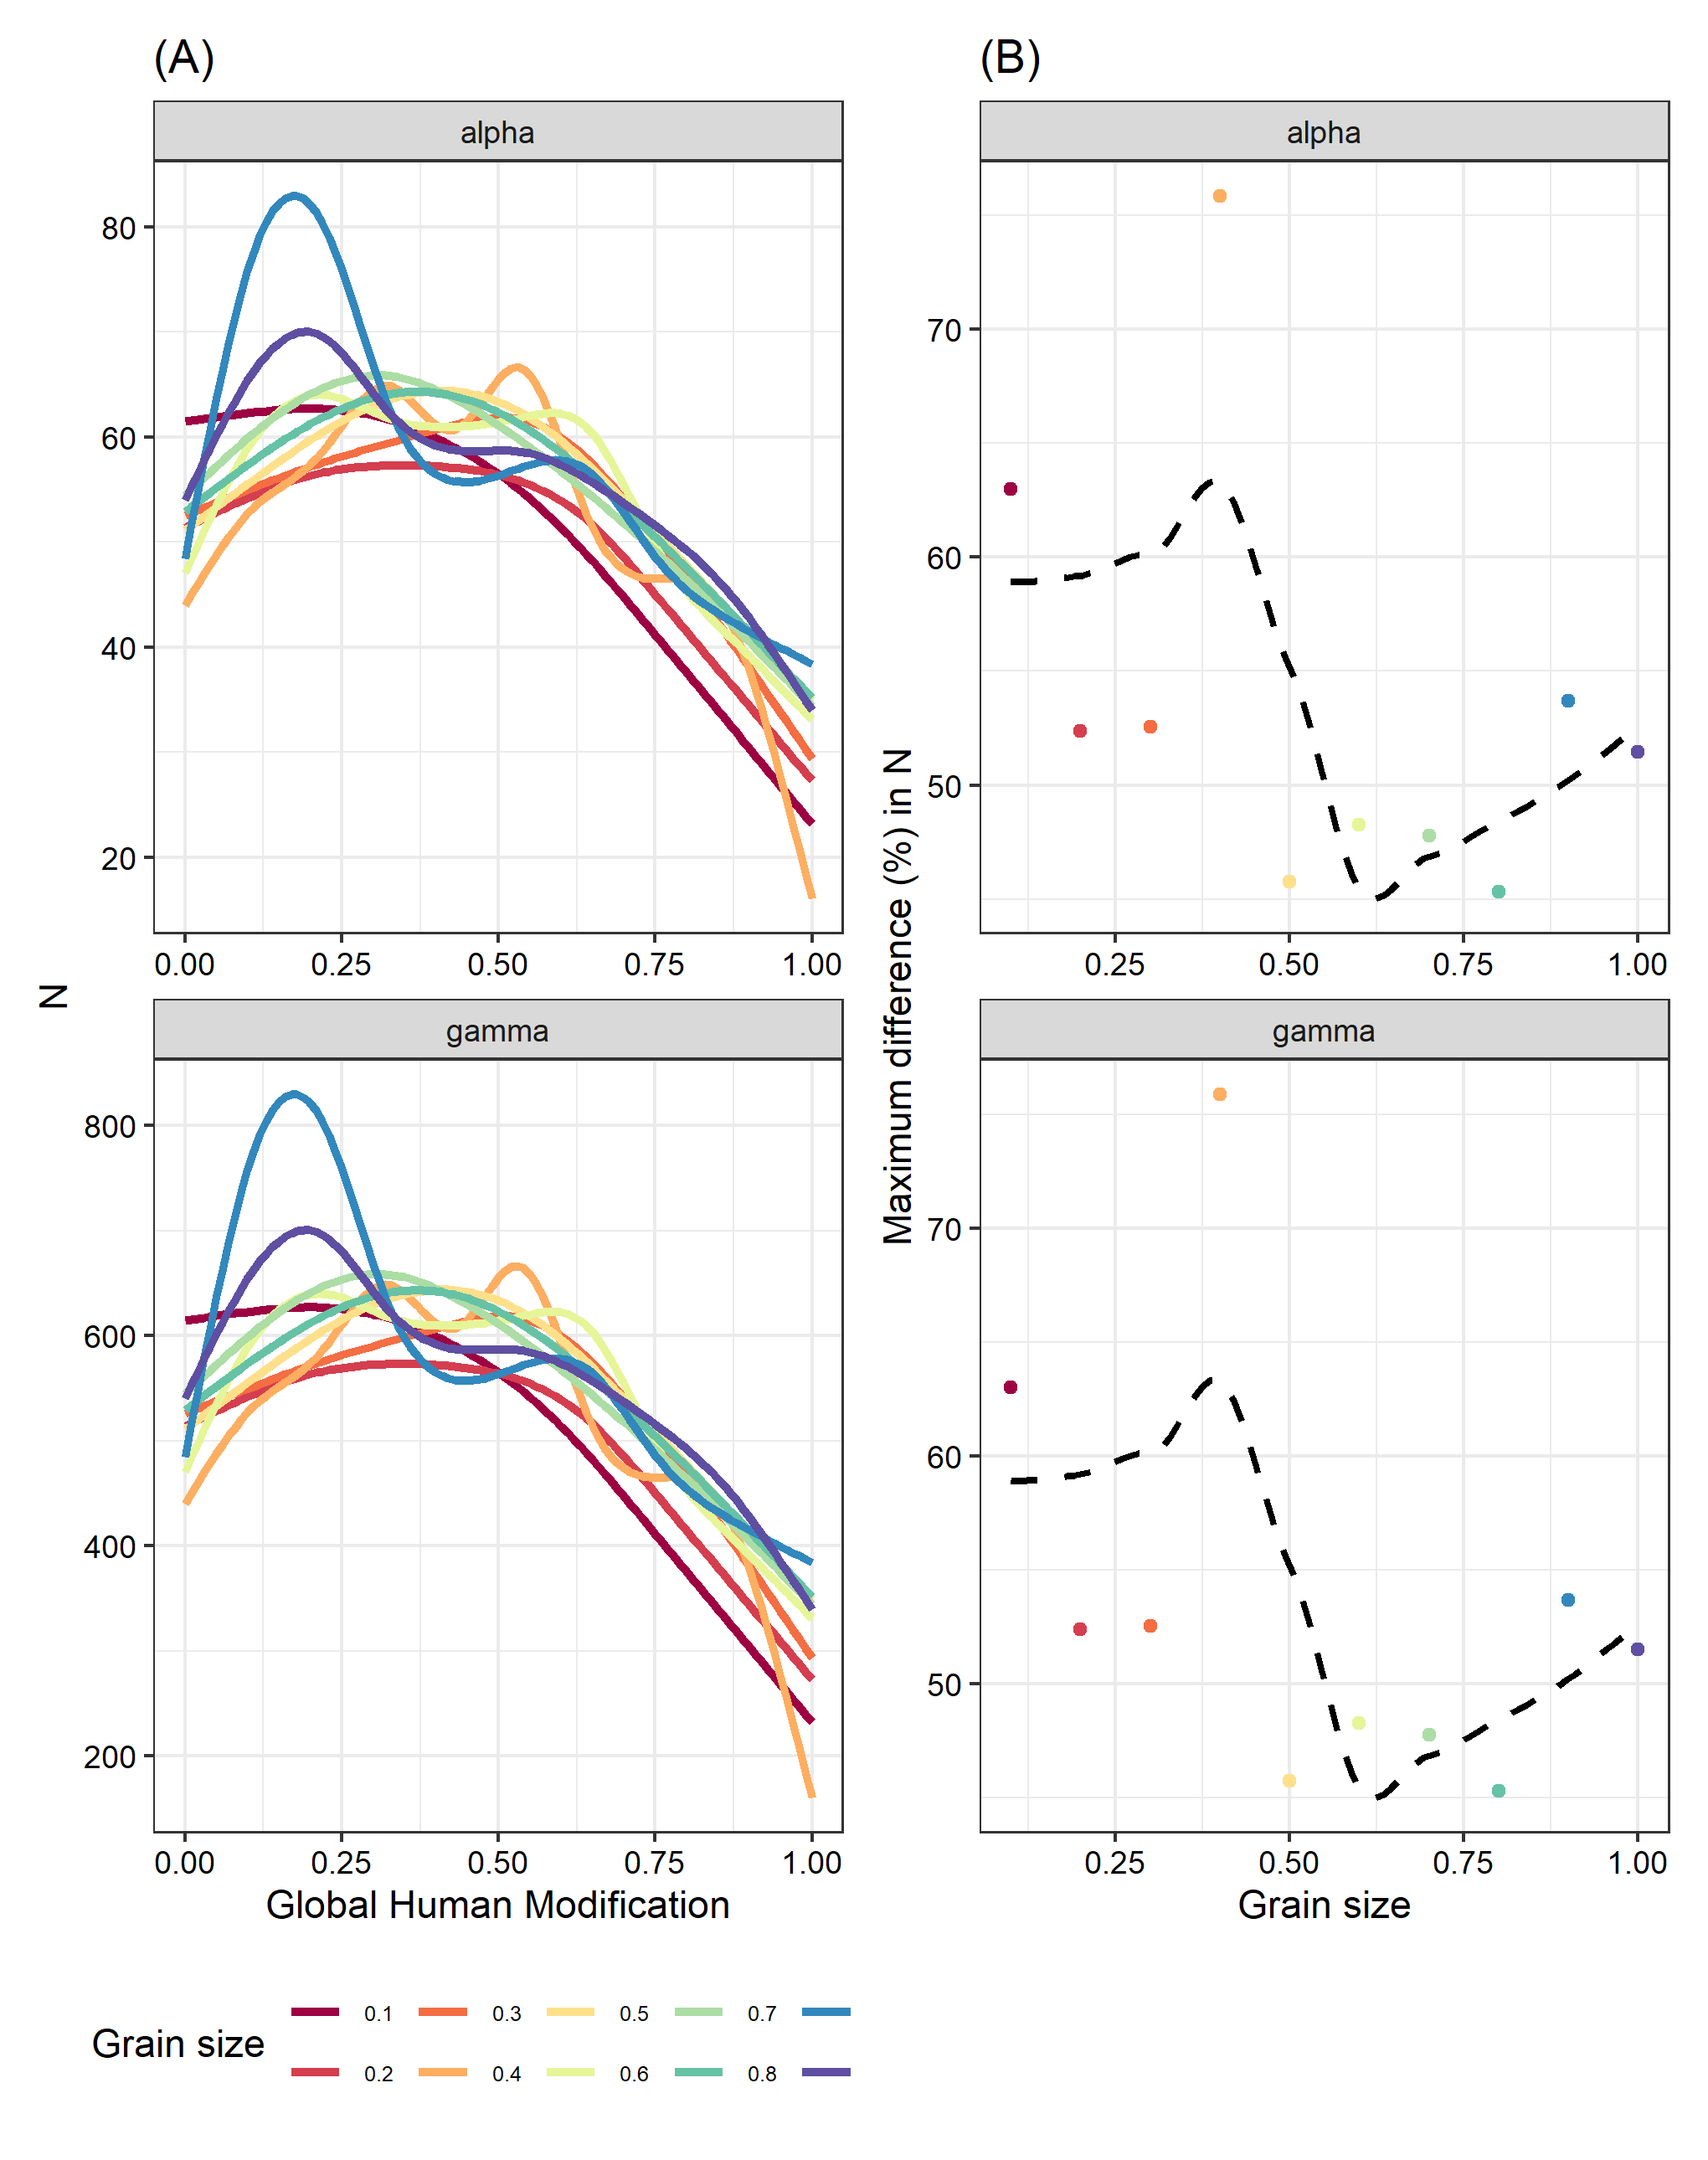 (A)
(B)
alpha
alpha
80
60
40
20
70
60
50
0.00 0.25 0.50 0.75 1.00
0.25 0.50 0.75 1.00
N
Maximum difference (%) in N
gamma
gamma
800
600
400
200
70
60
50
0.00 0.25 0.50 0.75 1.00
0.25 0.50 0.75 1.00
Global Human Modification
Grain size
Grain size
0.1 0.3 0.5 0.7
0.2 0.4 0.6 0.8